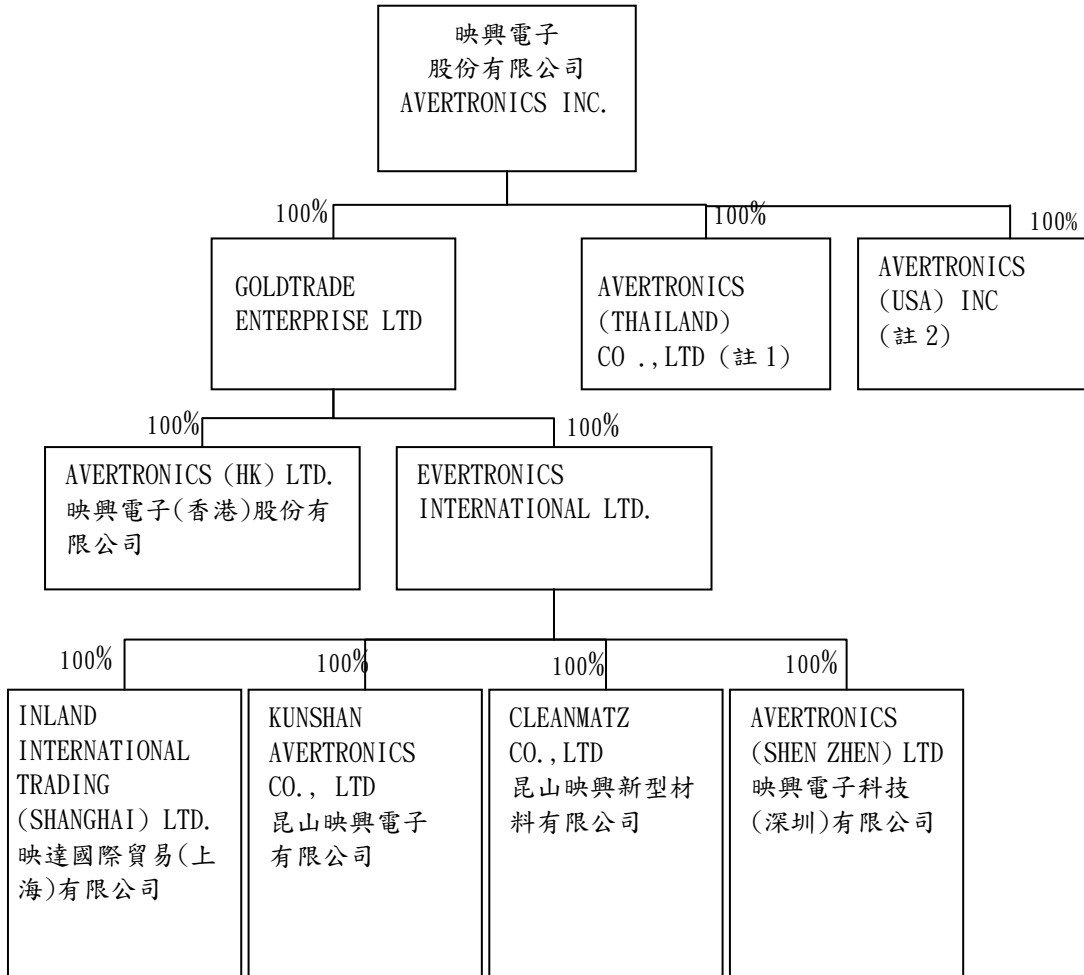 映興電子
股份有限公司
AVERTRONICS INC.
100%
100%
100%
GOLDTRADE
ENTERPRISE LTD
AVERTRONICS
(THAILAND)
CO .,LTD (註 1)
AVERTRONICS
(USA) INC
(註 2)
100%
100%
AVERTRONICS (HK) LTD.
映興電子(香港)股份有
限公司
EVERTRONICS
INTERNATIONAL LTD.
100%
100%
100%
100%
INLAND
INTERNATIONAL
TRADING
(SHANGHAI) LTD.
映達國際貿易(上
海)有限公司
KUNSHAN
AVERTRONICS
CO., LTD
昆山映興電子
有限公司
CLEANMATZ
CO.,LTD
昆山映興新型材
料有限公司
AVERTRONICS
(SHEN ZHEN) LTD
映興電子科技
(深圳)有限公司